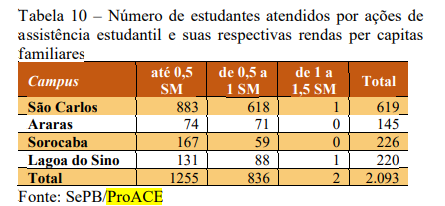 Tabela 10 – Número de estudantes atendidos por ações de
assistência estudantil e suas respectivas rendas per capitas
familiares
Campus até 0,5 SM de 0,5 a 1 SM de 1 a 1,5 SM Total
São Carlos 883 618 1 619
Araras 74 71 0 145
Sorocaba 167 59 0 226
Lagoa do Sino 131 88 1 220
Total 1255 836 2 2.093
Fonte: SePB/ProACE